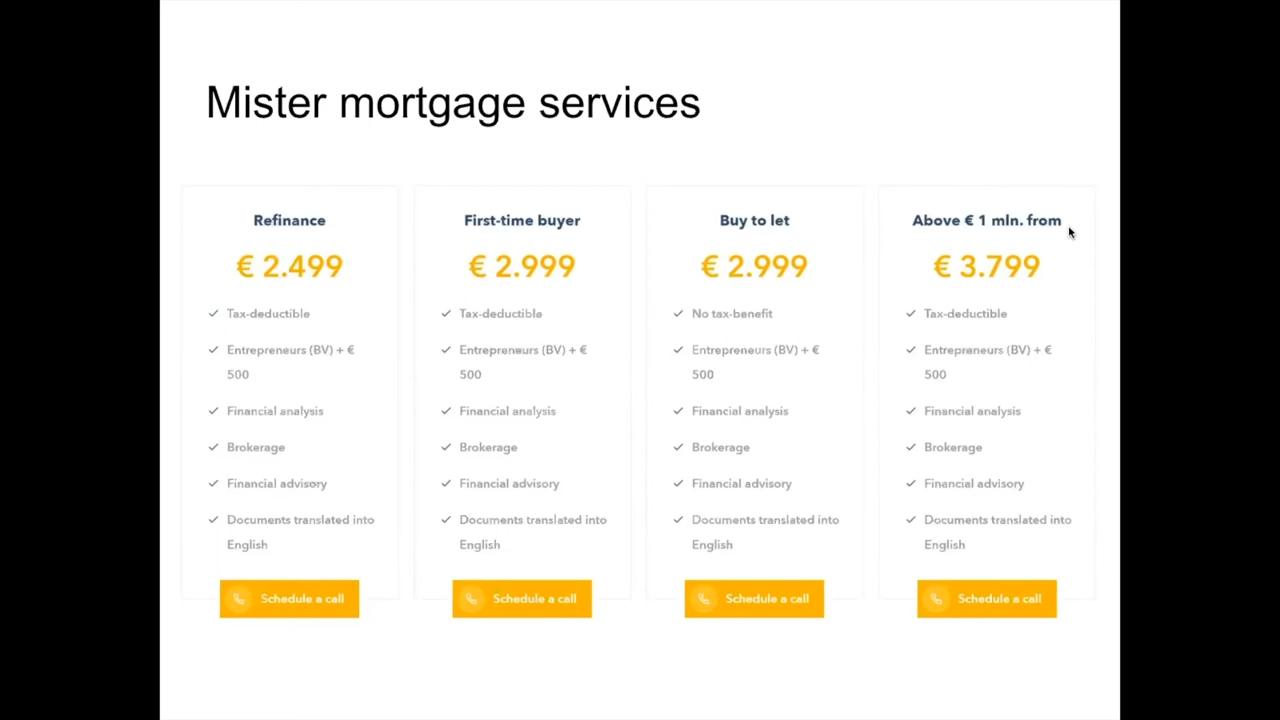 Mister mortgage services
Refinance
€ 2.499
Tax-deductible
Entrepreneurs (BV) + €
500
Financial analysis
Brokerage
Financial advisory
Documents translated into
English
Schedule a call
First-time buyer
€ 2.999
Tax-deductible
Entrepreneurs (BV) + €
500
Financial analysis
Brokerage
Financial advisory
Documents translated into
English
Schedule a call
Buy to let
€ 2.999
No tax-benefit
Entrepreneurs (BV) + €
500
Financial analysis
Brokerage
Financial advisory
Documents translated into
English
Schedule a call
Above € 1 mln. from
€ 3.799
Tax-deductible
Entrepreneurs (BV) + €
500
Financial analysis
Brokerage
Financial advisory
Documents translated into
English
Schedule a call